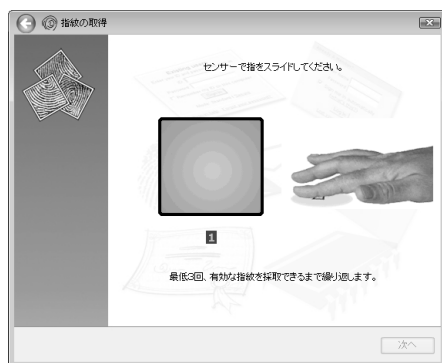 指紋の取得
センサーで指をスライドしてください。
1
最低3回、有効な指紋を採取できるまで繰り返します。
次へ